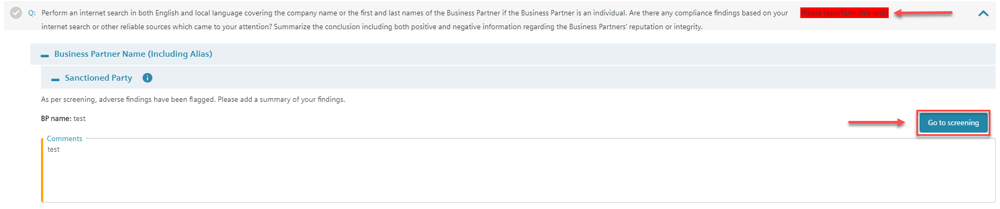 Q: Perform an internet search in both English and local language covering the company name or the first and last names of the Business Partner if the Business Partner is an individual. Are there any compliance findings based on your
Please reperform this task!
internet search or other reliable sources which came to your attention? Summarize the conclusion including both positive and negative information regarding the Business Partners' reputation or integrity.
Business Partner Name (Including Alias)
Sanctioned Party i
As per screening, adverse findings have been flagged. Please add a summary of your findings.
BP name: test
Go to screening
Comments
test